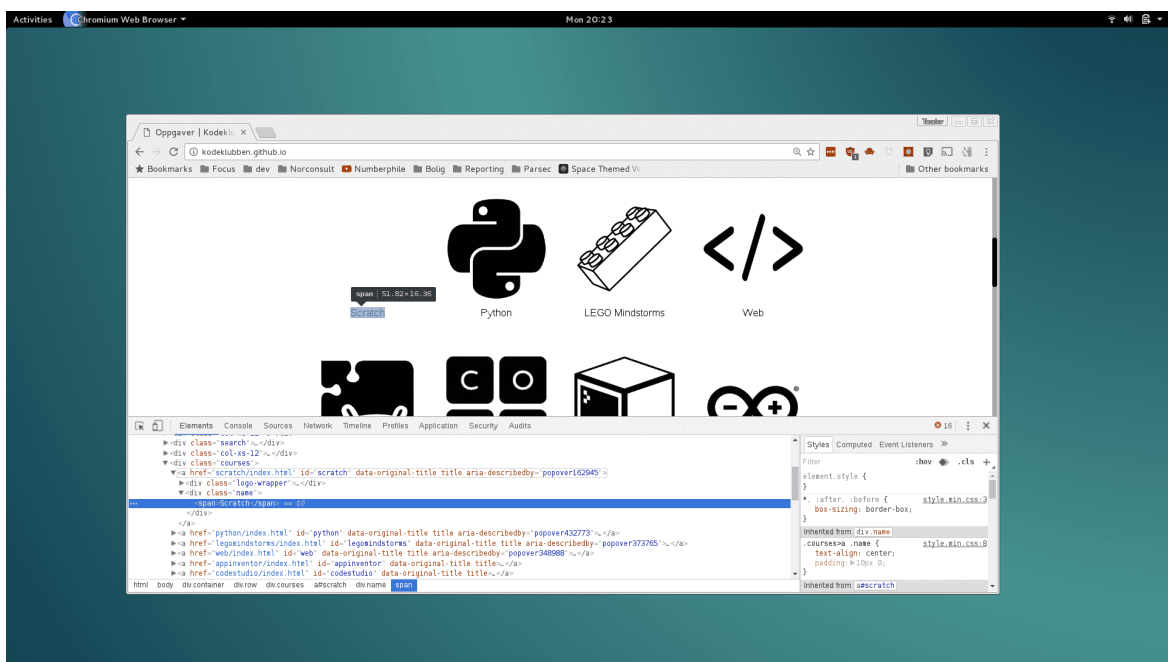 Activities Chromium Web Browser Mon 20:23
Oppgaver | Kodeklu
kodeklubben.github.io
Bookmarks Focus dev Norconsult Numberphile Bolig Reporting Parsec Space Themed W Other bookmarks
span | 51.82×16.36
Scratch Python LEGO Mindstorms Web
C O
Elements Console Sources Network Timeline Profiles Application Security Audits 16
<div class="search">…</div>
<div class="col-xs-12">…</div>
<div class="courses">
<a href="scratch/index.html" id="scratch" data-original-title title aria-describedby="popover162945">
<div class="logo-wrapper">…</div>
<div class="name">
<span>Scratch</span> == $0
</div>
</a>
<a href="python/index.html" id="python" data-original-title title aria-describedby="popover432773">…</a>
<a href="legomindstorms/index.html" id="legomindstorms" data-original-title title aria-describedby="popover373765">…</a>
<a href="web/index.html" id="web" data-original-title title aria-describedby="popover348988">…</a>
<a href="appinventor/index.html" id="appinventor" data-original-title title>…</a>
<a href="codestudio/index.html" id="codestudio" data-original-title title>…</a>
html body div.container div.row div.courses a#scratch div.name span
Styles Computed Event Listeners »
Filter :hov .cls +
element.style {
}
*, :after, :before { style.min.css:3
box-sizing: border-box;
}
Inherited from div.name
.courses>a .name { style.min.css:8
text-align: center;
padding: 10px 0;
}
Inherited from a#scratch